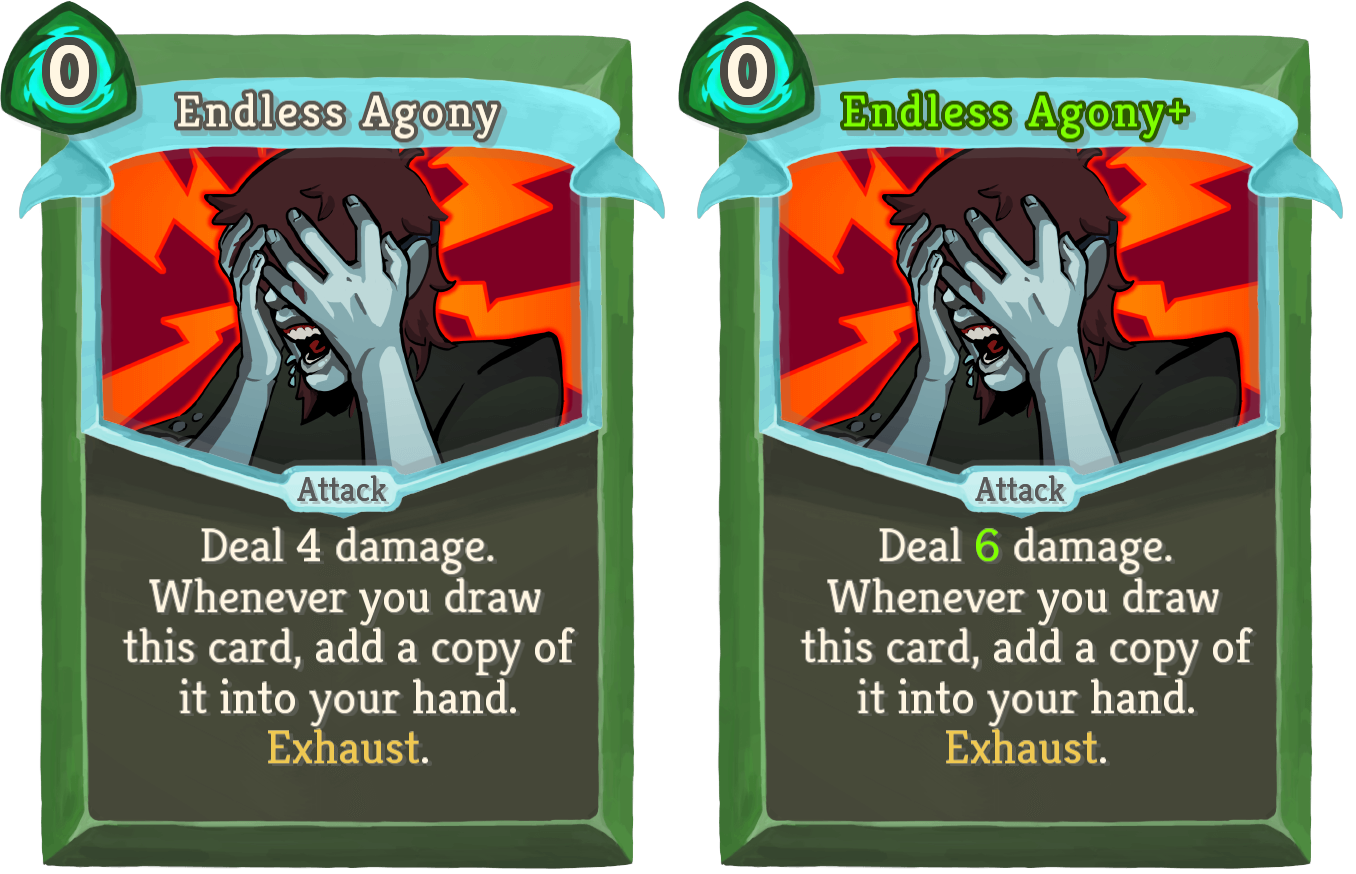 0
Endless Agony
Attack
Deal 4 damage.
Whenever you draw
this card, add a copy of
it into your hand.
Exhaust.
0
Endless Agony+
Attack
Deal 6 damage.
Whenever you draw
this card, add a copy of
it into your hand.
Exhaust.